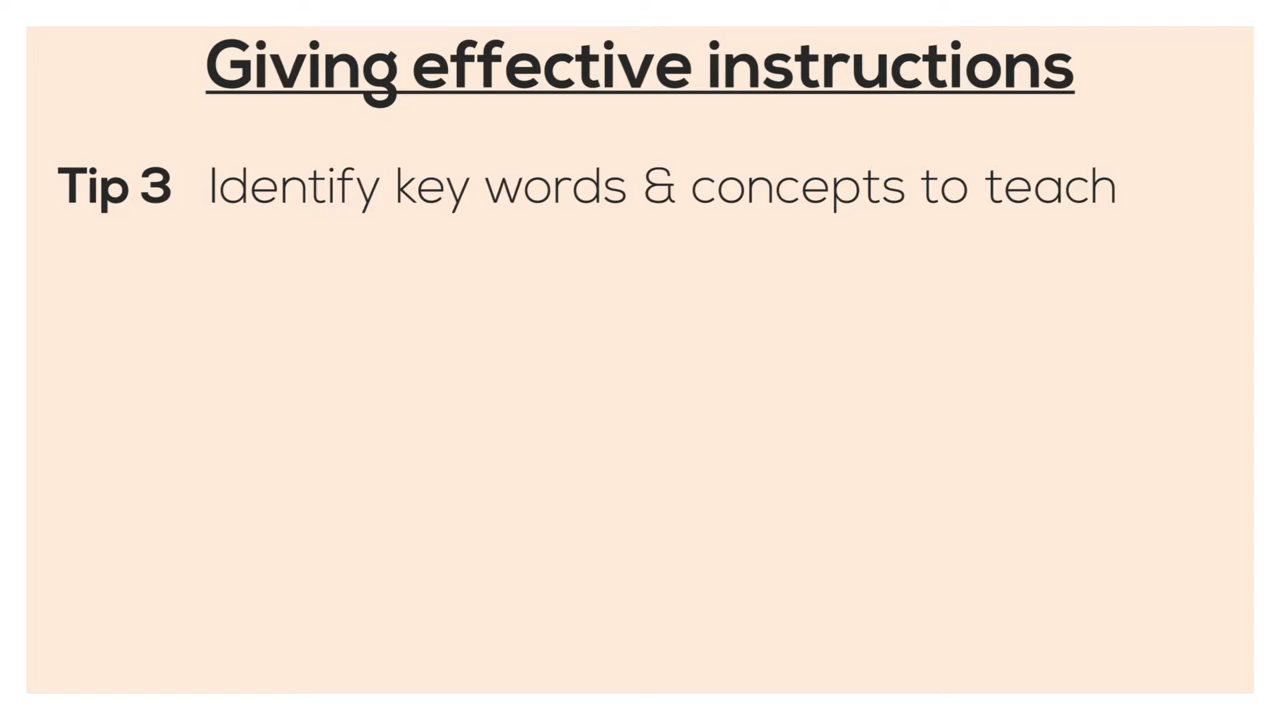 Giving effective instructions
Tip 3 Identify key words & concepts to teach